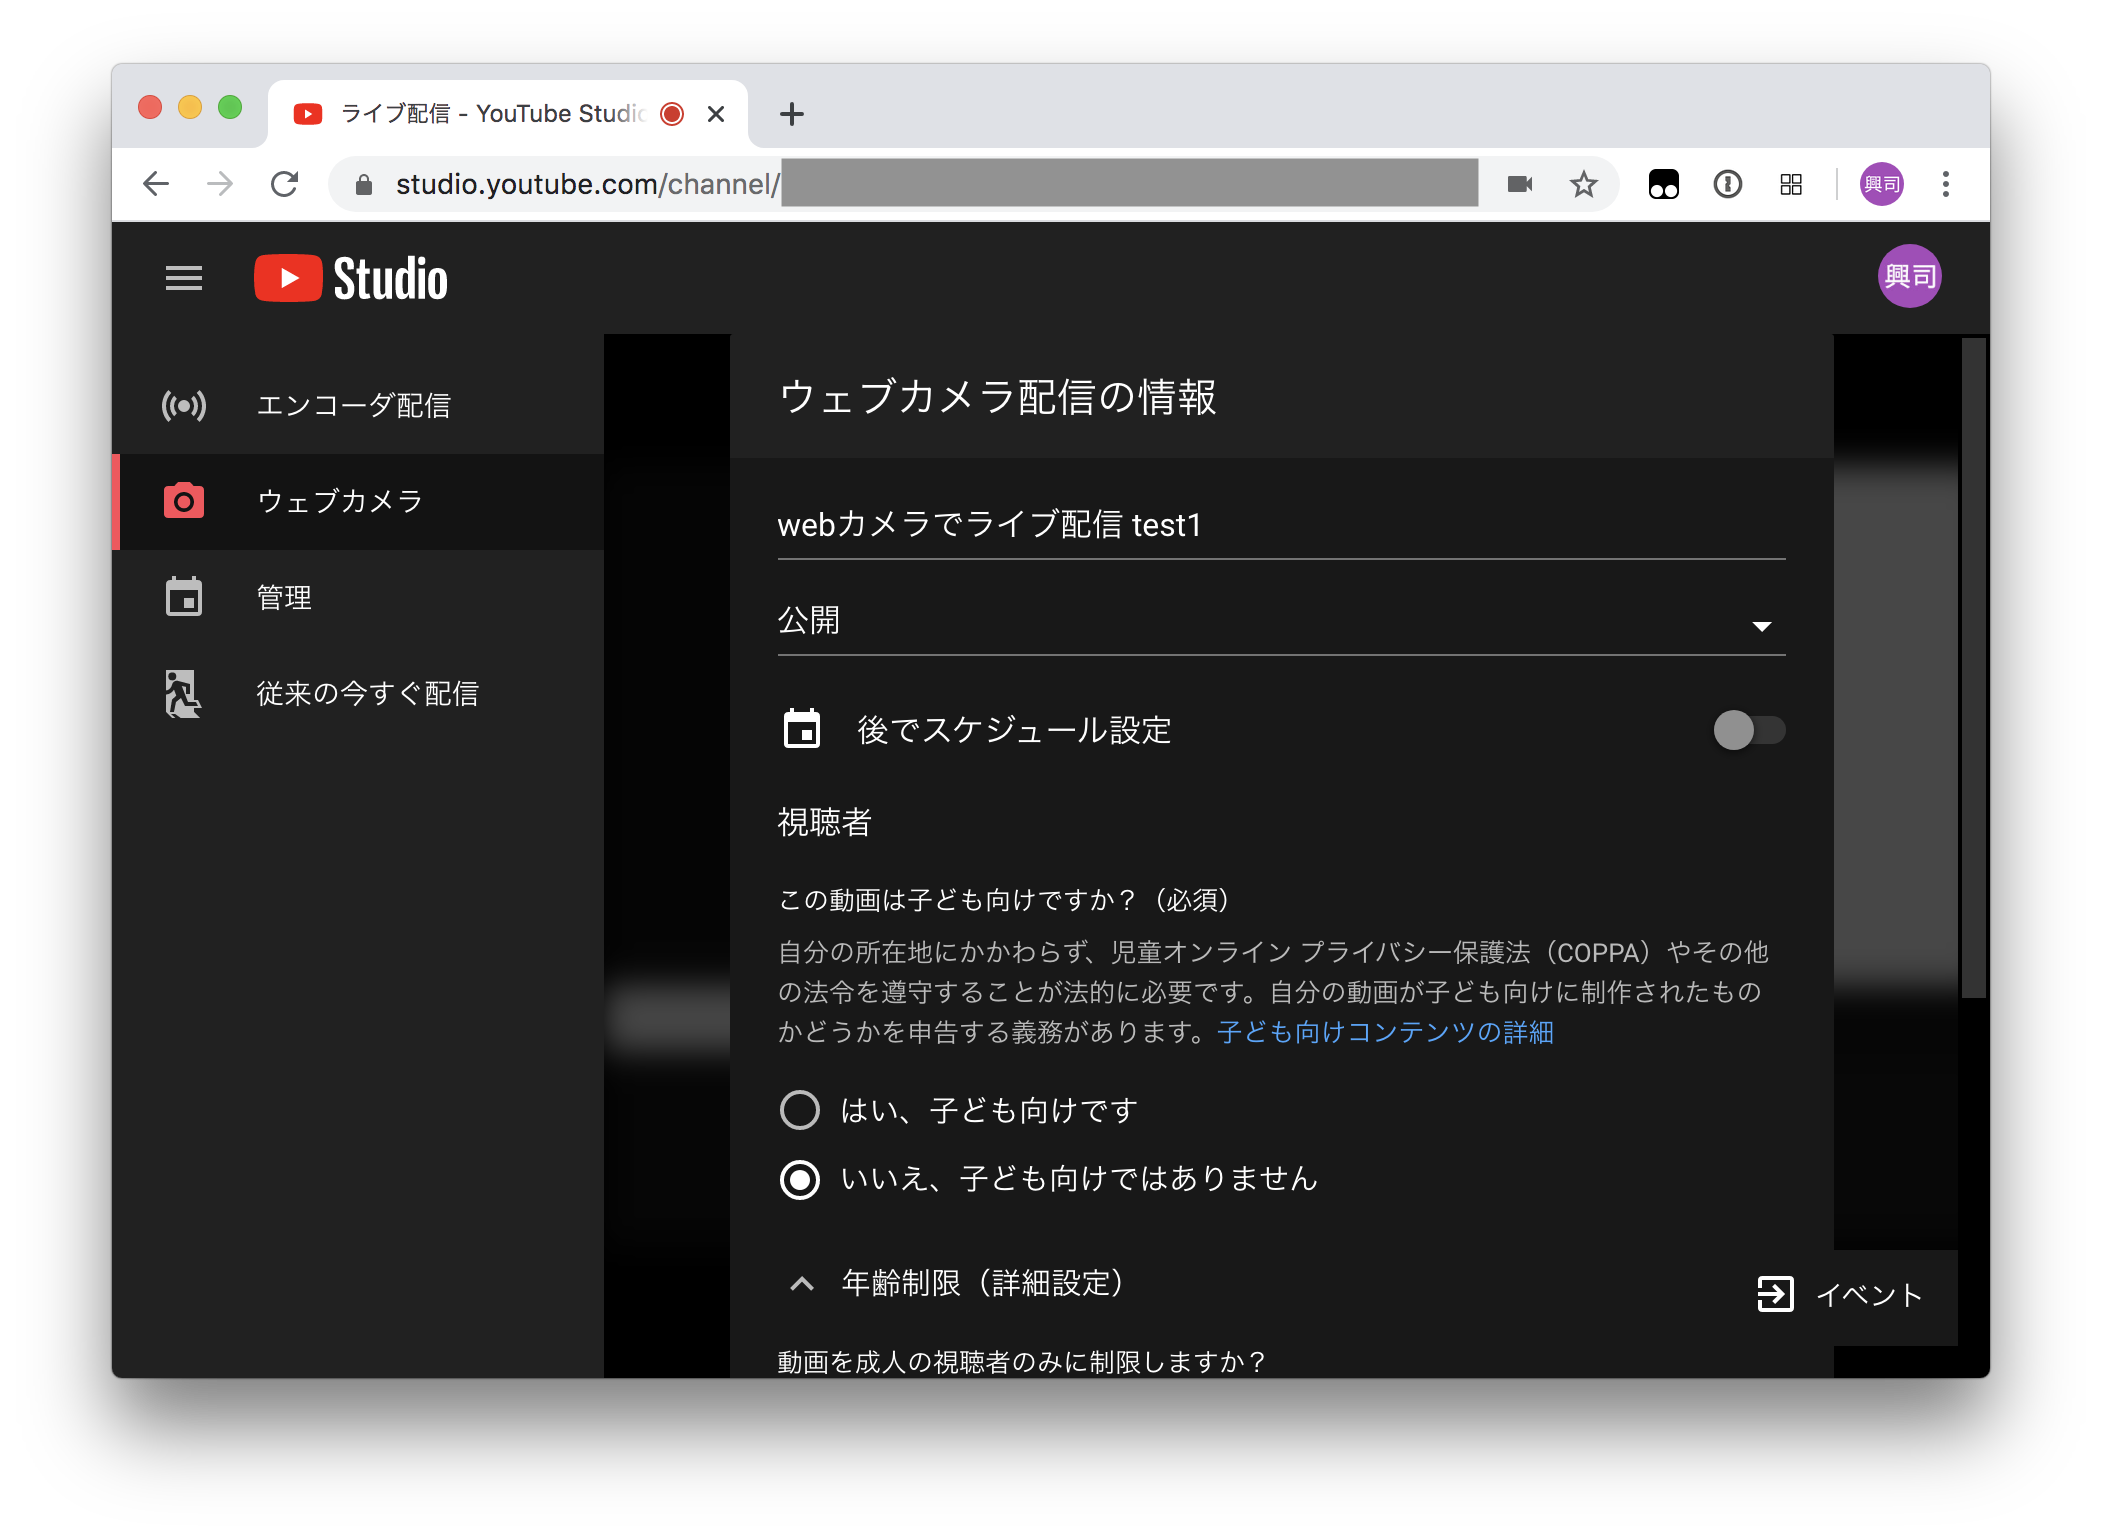 ライブ配信 - YouTube Studio
studio.youtube.com/channel/
興司
Studio
興司
エンコーダ配信
ウェブカメラ
管理
従来の今すぐ配信
ウェブカメラ配信の情報
webカメラでライブ配信 test1
公開
後でスケジュール設定
視聴者
この動画は子ども向けですか？（必須）
自分の所在地にかかわらず、児童オンライン プライバシー保護法（COPPA）やその他
の法令を遵守することが法的に必要です。自分の動画が子ども向けに制作されたもの
かどうかを申告する義務があります。子ども向けコンテンツの詳細
はい、子ども向けです
いいえ、子ども向けではありません
年齢制限（詳細設定）
イベント
動画を成人の視聴者のみに制限しますか？